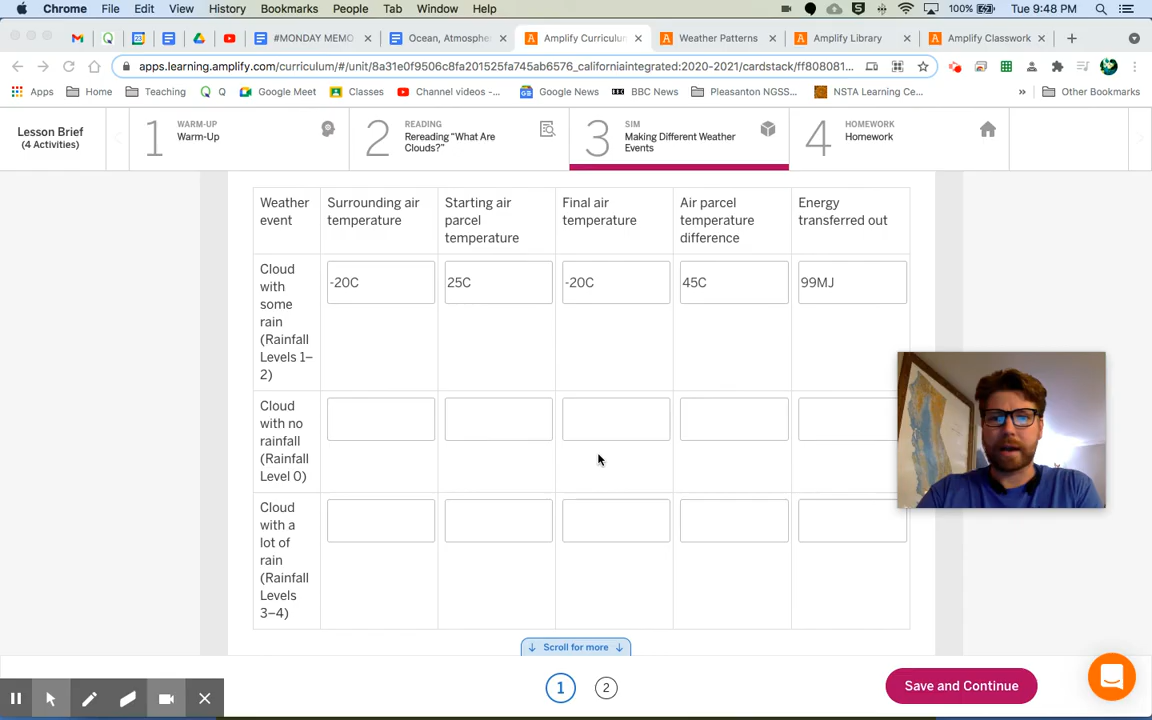 Chrome File Edit View History Bookmarks People Tab Window Help 100% Tue 9:48 PM
#MONDAY MEMO Ocean, Atmosphe Amplify Curriculum Weather Patterns Amplify Library Amplify Classwork
apps.learning.amplify.com/curriculum/#/unit/8a31e0f9506c8fa201525fa745ab6576_californiaintegrated:2020-2021/cardstack/ff808081...
Apps Home Teaching Q Google Meet Classes Channel videos -... Google News BBC News Pleasanton NGSS... NSTA Learning Ce... » Other Bookmarks
Lesson Brief
(4 Activities)
1 WARM-UP
Warm-Up
2 READING
Rereading “What Are
Clouds?”
3 SIM
Making Different Weather
Events
4 HOMEWORK
Homework
Weather
event
Surrounding air
temperature
Starting air
parcel
temperature
Final air
temperature
Air parcel
temperature
difference
Energy
transferred out
Cloud
with
some
rain
(Rainfall
Levels 1–
2)
-20C 25C -20C 45C 99MJ
Cloud
with no
rainfall
(Rainfall
Level 0)
Cloud
with a
lot of
rain
(Rainfall
Levels
3–4)
Scroll for more
1 2
Save and Continue